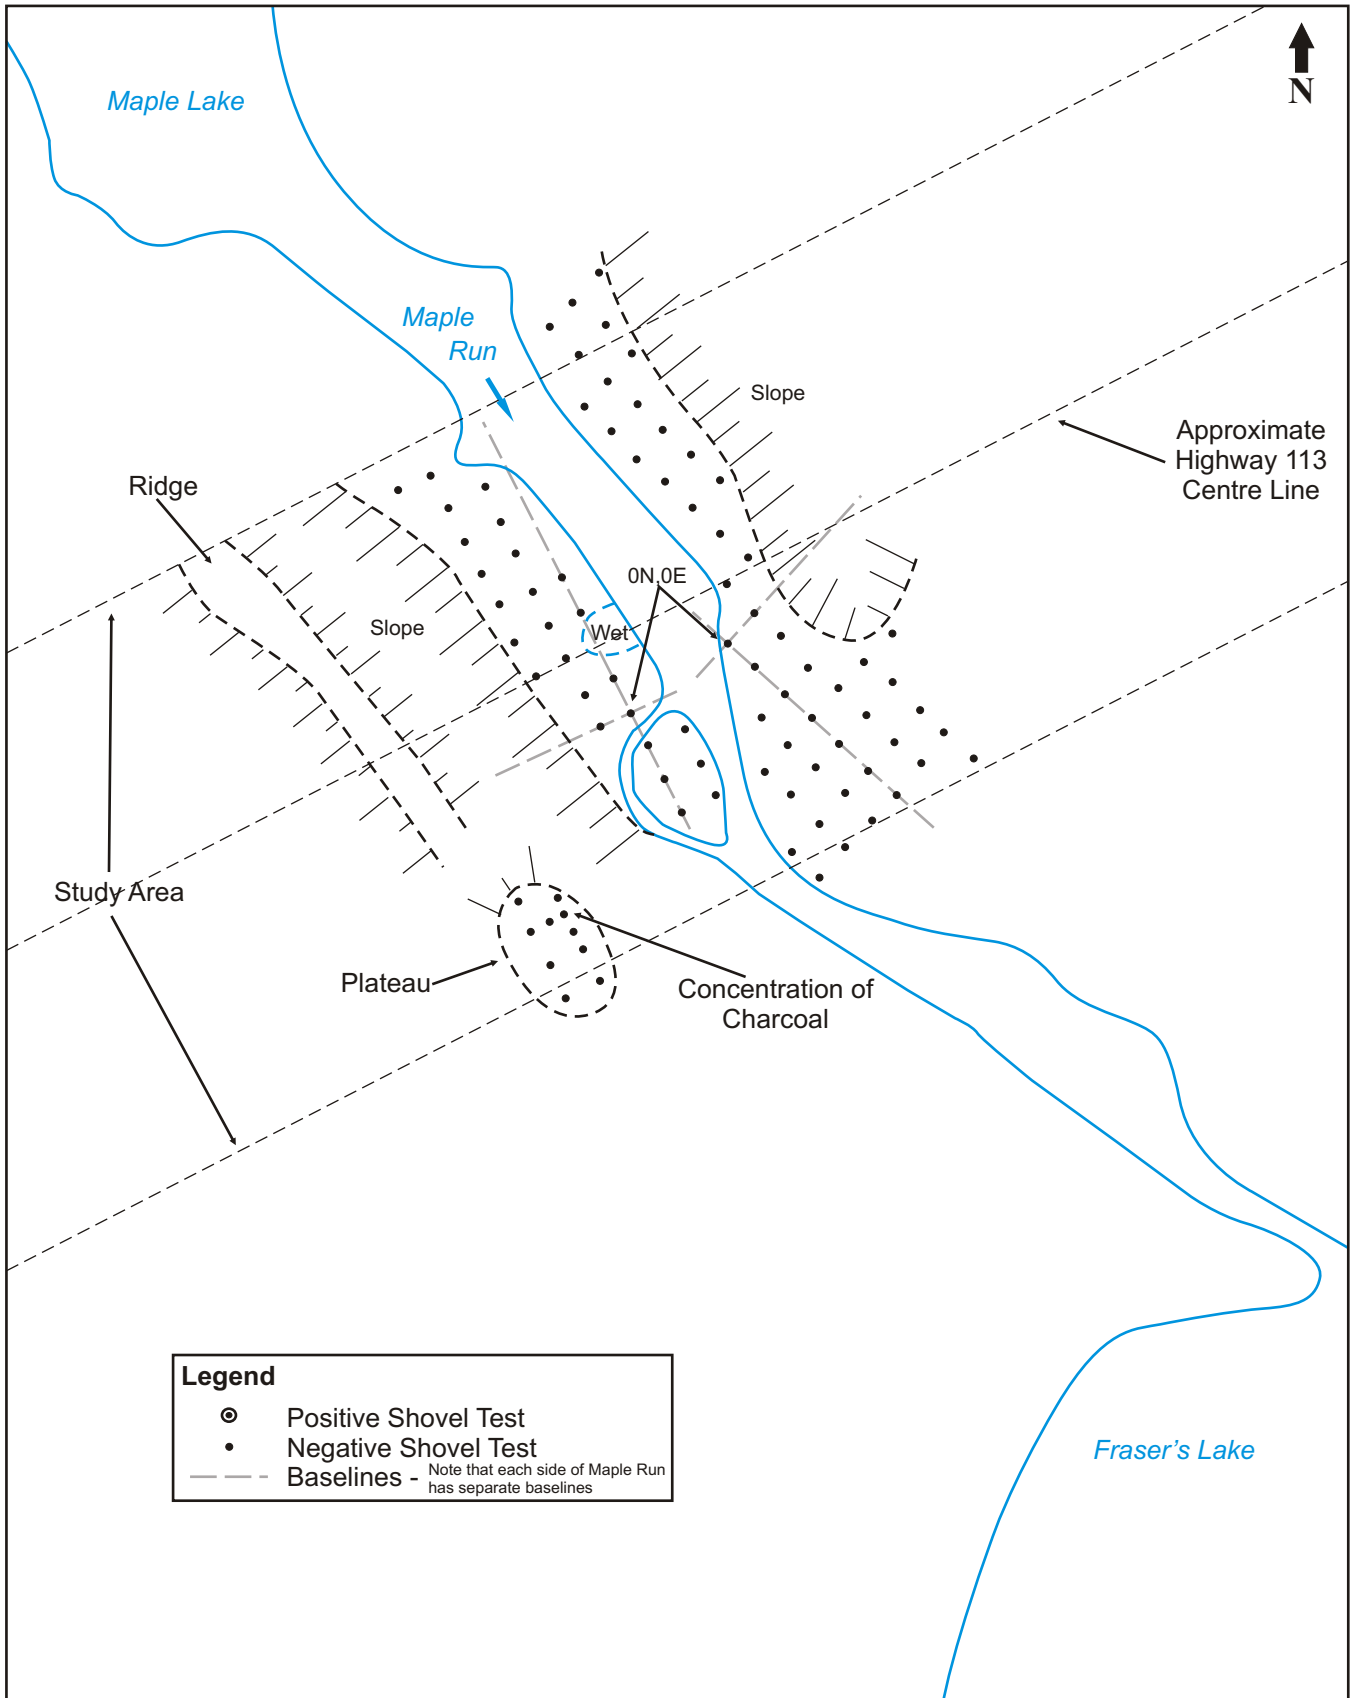 N
Maple Lake
Maple
Run
Slope
Approximate
Highway 113
Centre Line
Ridge
0N,0E
Slope
Wet
Study Area
Plateau
Concentration of
Charcoal
Legend
Positive Shovel Test
Negative Shovel Test
Baselines - Note that each side of Maple Run
has separate baselines
Fraser's Lake